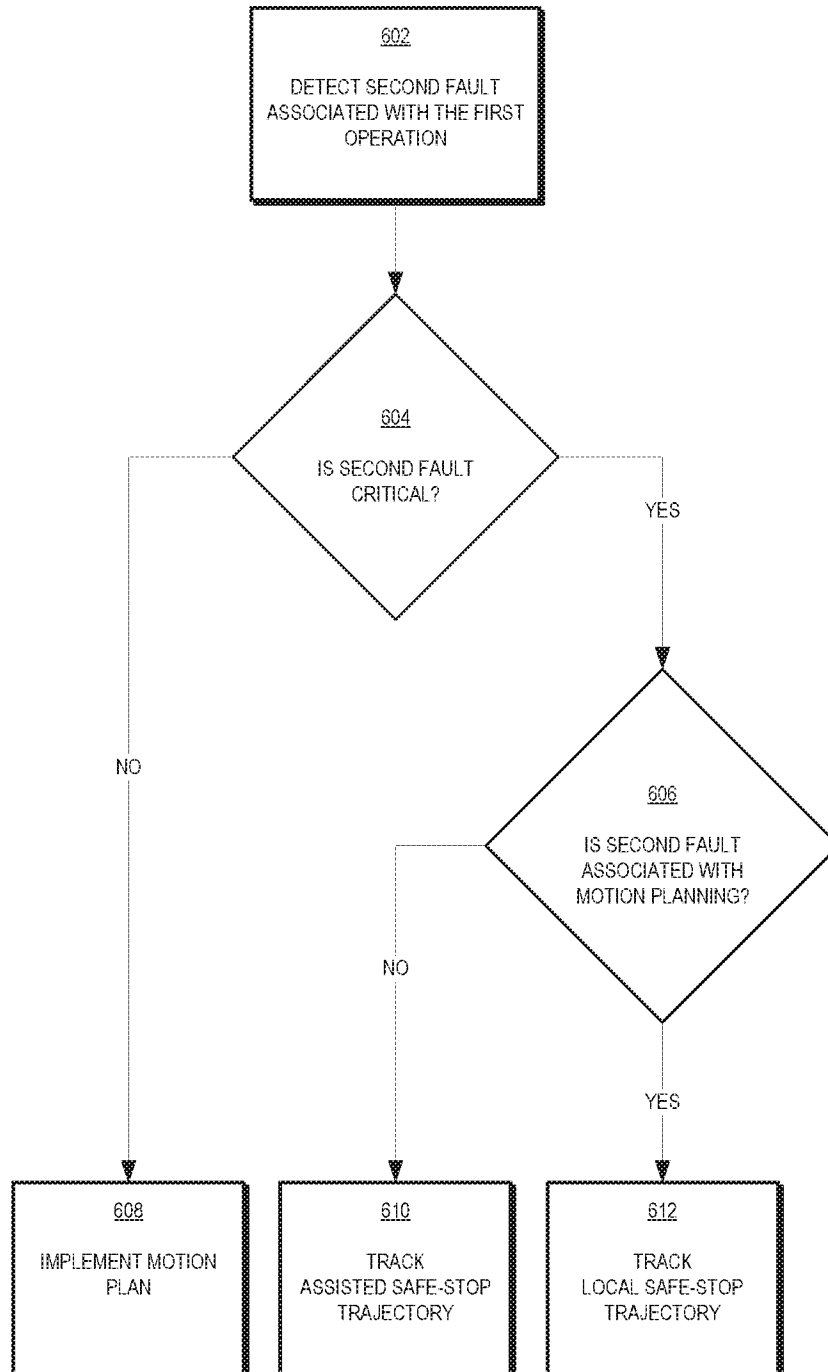 602
DETECT SECOND FAULT
ASSOCIATED WITH THE FIRST
OPERATION
604
IS SECOND FAULT
CRITICAL?
YES
NO
606
IS SECOND FAULT
ASSOCIATED WITH
MOTION PLANNING?
NO
YES
608
IMPLEMENT MOTION
PLAN
610
TRACK
ASSISTED SAFE-STOP
TRAJECTORY
612
TRACK
LOCAL SAFE-STOP
TRAJECTORY